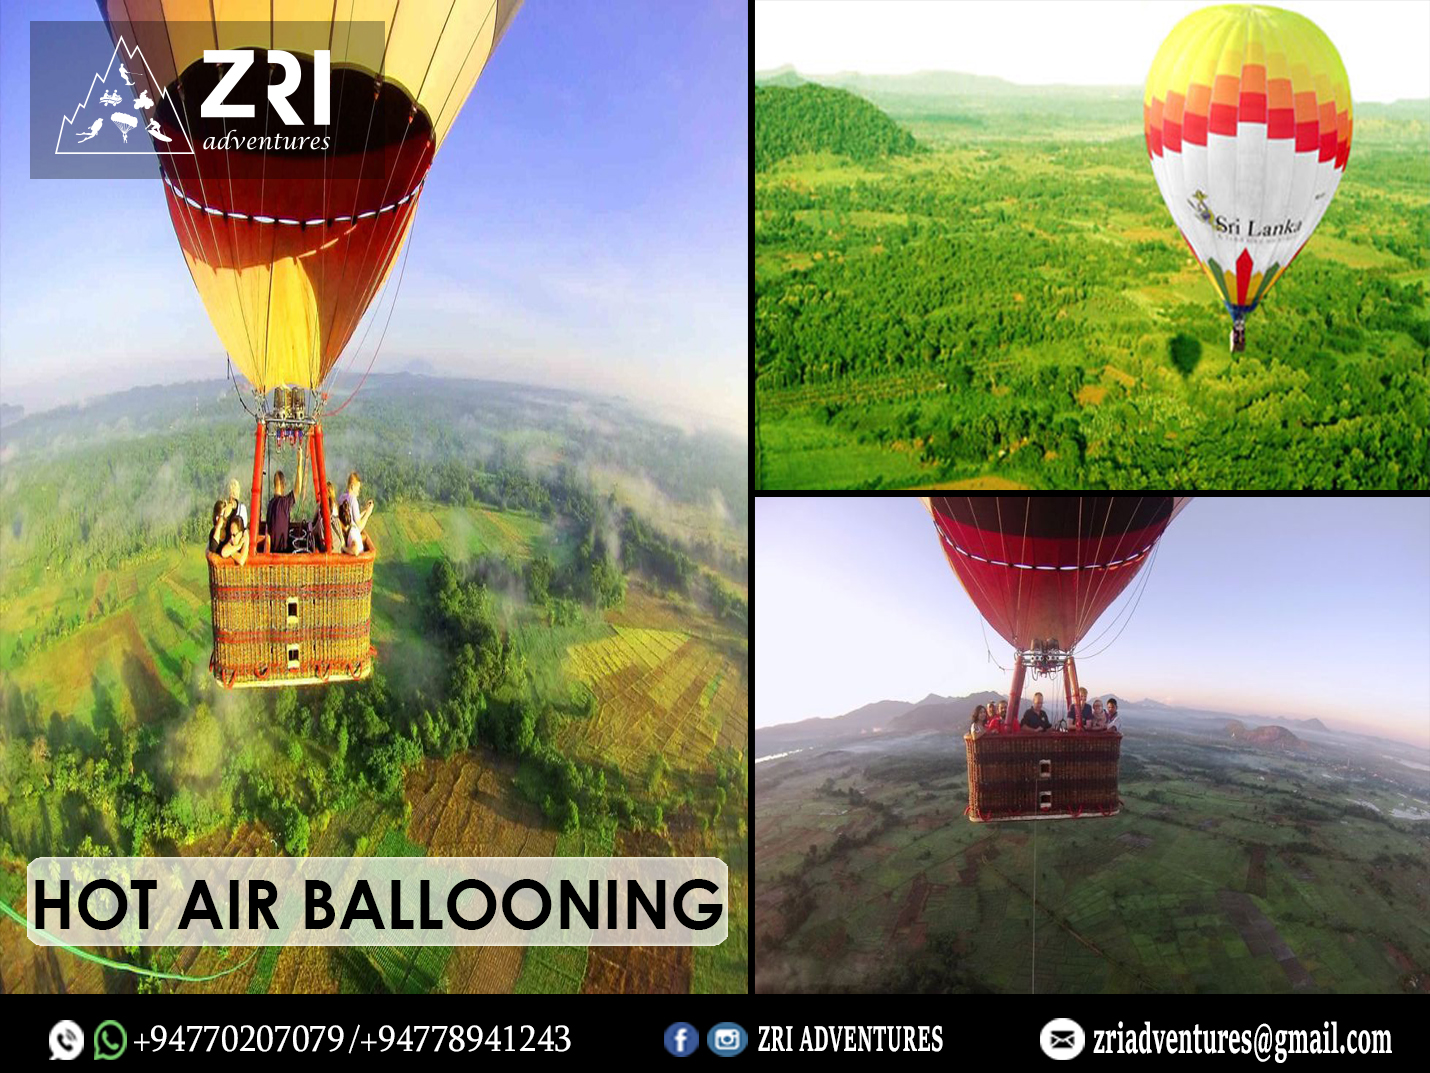 ZRI
adventures
Sri Lanka
HOT AIR BALLOONING
+94770207079/+94778941243
ZRI ADVENTURES
zriadventures@gmail.com